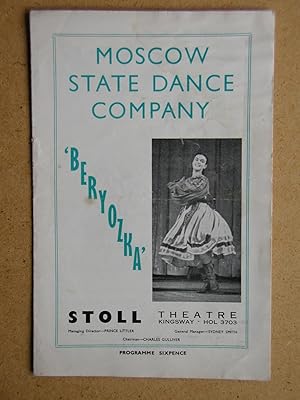 MOSCOW
STATE DANCE
COMPANY
'BERYOZKA'
STOLL THEATRE
KINGSWAY - HOL 3703
Managing Director—PRINCE LITTLER General Manager—SYDNEY SMITH
Chairman—CHARLES GULLIVER
PROGRAMME SIXPENCE